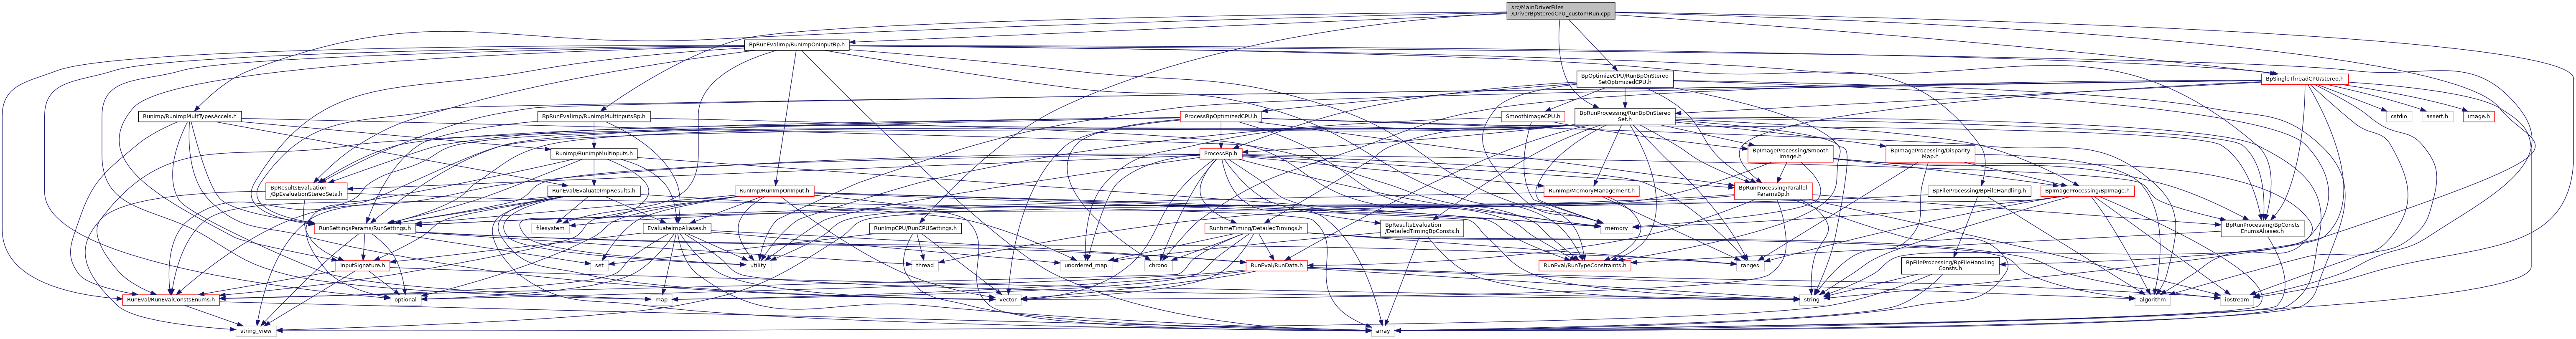 src/MainDriverFiles
/DriverBpStereoCPU_customRun.cpp
BpRunEvalImp/RunImpOnInputBp.h
BpOptimizeCPU/RunBpOnStereo
SetOptimizedCPU.h
BpSingleThreadCPU/stereo.h
RunImp/RunImpMultTypesAccels.h
BpRunEvalImp/RunImpMultInputsBp.h
ProcessBpOptimizedCPU.h
SmoothImageCPU.h
BpRunProcessing/RunBpOnStereo
Set.h
cstdio
assert.h
image.h
RunImp/RunImpMultInputs.h
ProcessBp.h
BpImageProcessing/Smooth
Image.h
BpImageProcessing/Disparity
Map.h
BpResultsEvaluation
/BpEvaluationStereoSets.h
RunEval/EvaluateImpResults.h
RunImp/RunImpOnInput.h
RunImp/MemoryManagement.h
BpRunProcessing/Parallel
ParamsBp.h
BpFileProcessing/BpFileHandling.h
BpImageProcessing/BpImage.h
RunSettingsParams/RunSettings.h
filesystem
EvaluateImpAliases.h
RunImpCPU/RunCPUSettings.h
RuntimeTiming/DetailedTimings.h
BpResultsEvaluation
/DetailedTimingBpConsts.h
memory
BpRunProcessing/BpConsts
EnumsAliases.h
InputSignature.h
set
utility
thread
unordered_map
chrono
RunEval/RunData.h
RunEval/RunTypeConstraints.h
ranges
BpFileProcessing/BpFileHandling
Consts.h
RunEval/RunEvalConstsEnums.h
optional
map
vector
string
algorithm
iostream
string_view
array